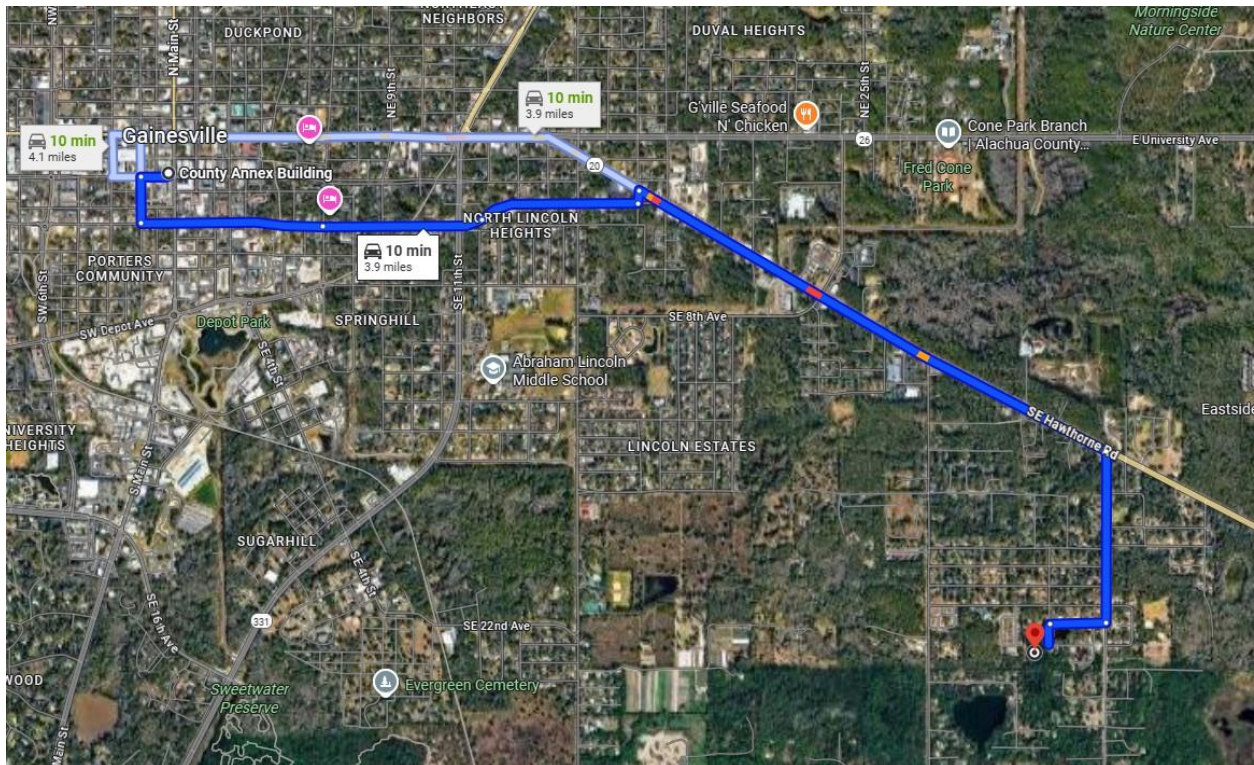 NORTHEAST
NEIGHBORS
DUCKPOND
DUVAL HEIGHTS
Morningside
Nature Center
NW
N Main St
NE 9th St
NE 25th St
10 min
3.9 miles
G'ville Seafood
N' Chicken
10 min
4.1 miles
Gainesville
26
Cone Park Branch
| Alachua County...
E University Ave
20
Fred Cone
Park
County Annex Building
NORTH LINCOLN
HEIGHTS
10 min
3.9 miles
PORTERS
COMMUNITY
SW 6th St
SE 11th St
SW Depot Ave
Depot Park
SPRINGHILL
SE 8th Ave
SE 4th St
Abraham Lincoln
Middle School
SE Hawthorne Rd
Eastside
NIVERSITY
HEIGHTS
S Main St
LINCOLN ESTATES
SUGARHILL
SE 4th St
331
SE 16th Ave
SE 22nd Ave
WOOD
Sweetwater
Preserve
Evergreen Cemetery
Main St